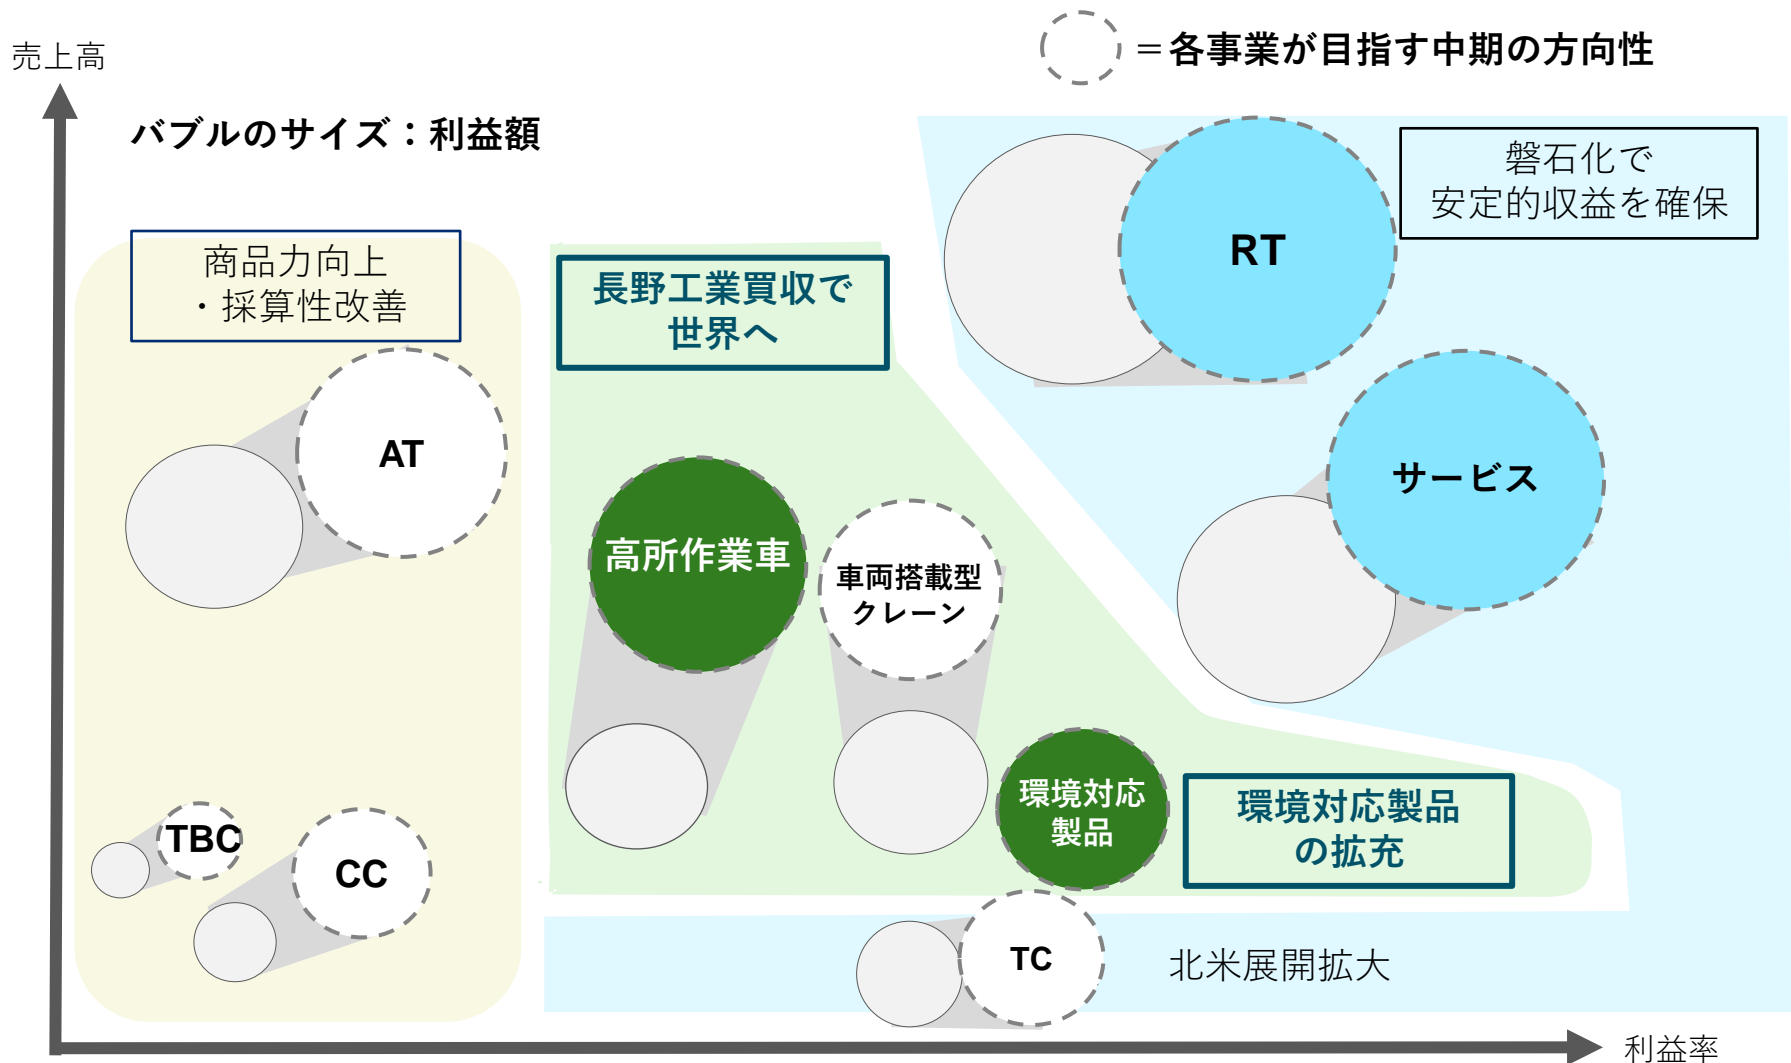 売上高
＝各事業が目指す中期の方向性
バブルのサイズ：利益額
磐石化で
安定的収益を確保
RT
商品力向上
・採算性改善
長野工業買収で
世界へ
AT
サービス
高所作業車
車両搭載型
クレーン
環境対応
製品
環境対応製品
の拡充
TBC
CC
TC
北米展開拡大
利益率